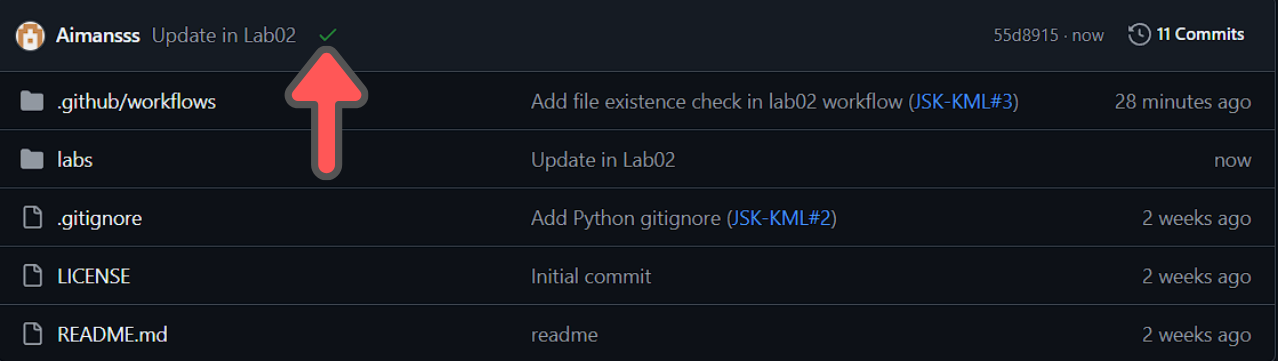 Aimansss Update in Lab02 55d8915 · now 11 Commits
.github/workflows Add file existence check in lab02 workflow (JSK-KML#3) 28 minutes ago
labs Update in Lab02 now
.gitignore Add Python gitignore (JSK-KML#2) 2 weeks ago
LICENSE Initial commit 2 weeks ago
README.md readme 2 weeks ago